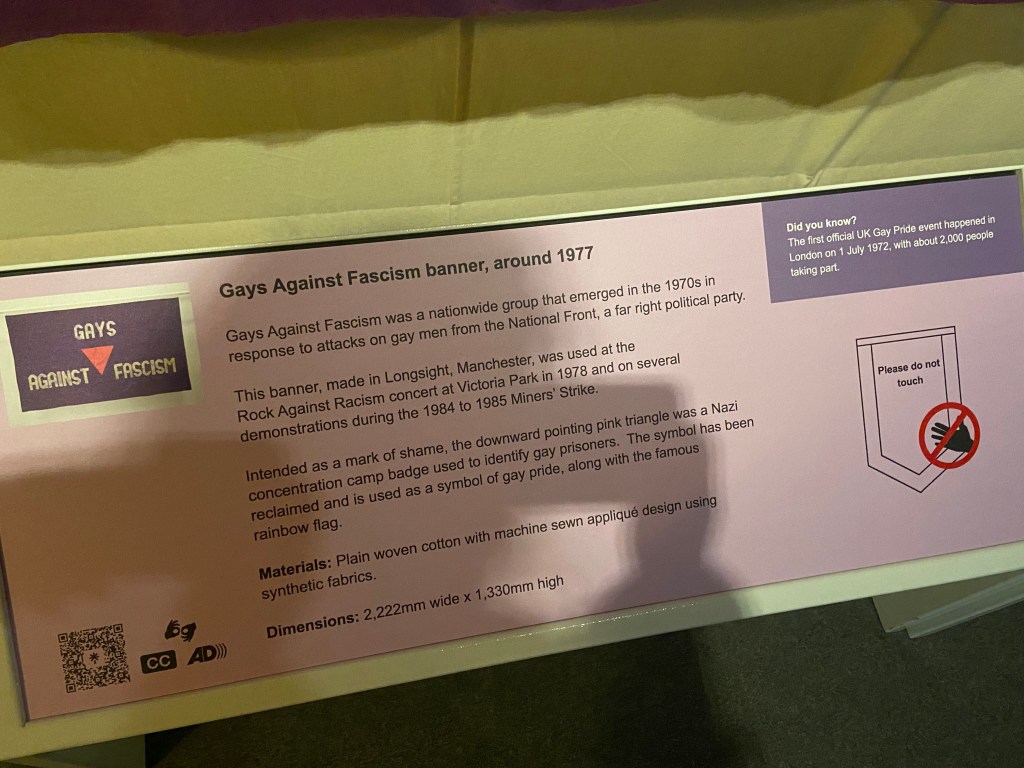 Gays Against Fascism banner, around 1977
Gays Against Fascism was a nationwide group that emerged in the 1970s in
response to attacks on gay men from the National Front, a far right political party.
This banner, made in Longsight, Manchester, was used at the
Rock Against Racism concert at Victoria Park in 1978 and on several
demonstrations during the 1984 to 1985 Miners' Strike.
Intended as a mark of shame, the downward pointing pink triangle was a Nazi
concentration camp badge used to identify gay prisoners. The symbol has been
reclaimed and is used as a symbol of gay pride, along with the famous
rainbow flag.
Materials: Plain woven cotton with machine sewn appliqué design using
synthetic fabrics.
Dimensions: 2,222mm wide x 1,330mm high
GAYS
AGAINST FASCISM
CC AD
Did you know?
The first official UK Gay Pride event happened in
London on 1 July 1972, with about 2,000 people
taking part.
Please do not
touch